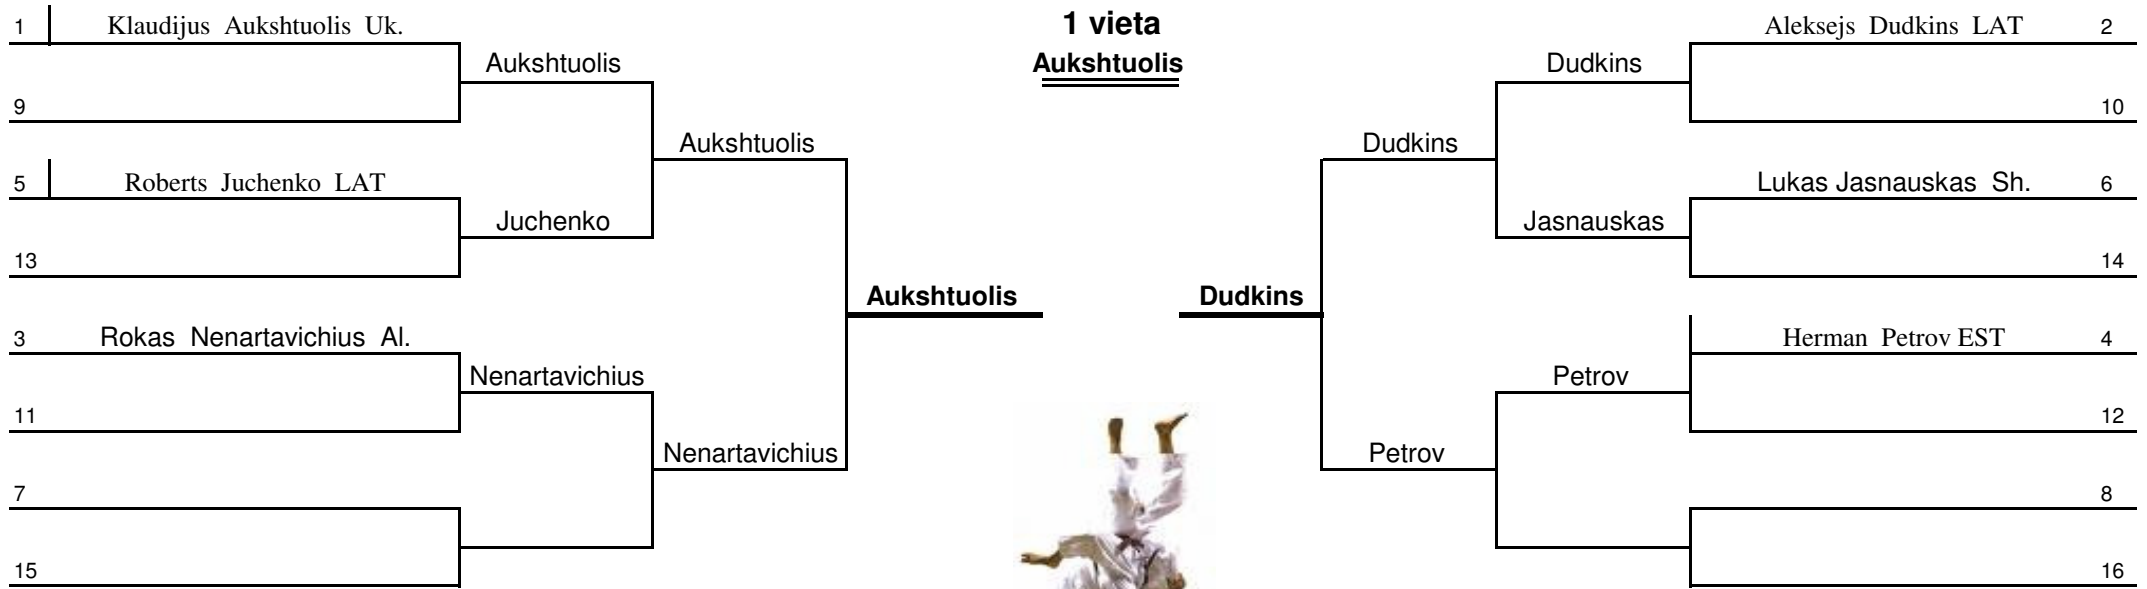 1 Klaudijus Aukshtuolis Uk.
9
5 Roberts Juchenko LAT
13
3 Rokas Nenartavichius Al.
11
7
15
Aukshtuolis
Juchenko
Nenartavichius
Aukshtuolis
Nenartavichius
Aukshtuolis
1 vieta
Aukshtuolis
Dudkins
Dudkins
Petrov
Dudkins
Jasnauskas
Petrov
Aleksejs Dudkins LAT 2
10
Lukas Jasnauskas Sh. 6
14
Herman Petrov EST 4
12
8
16